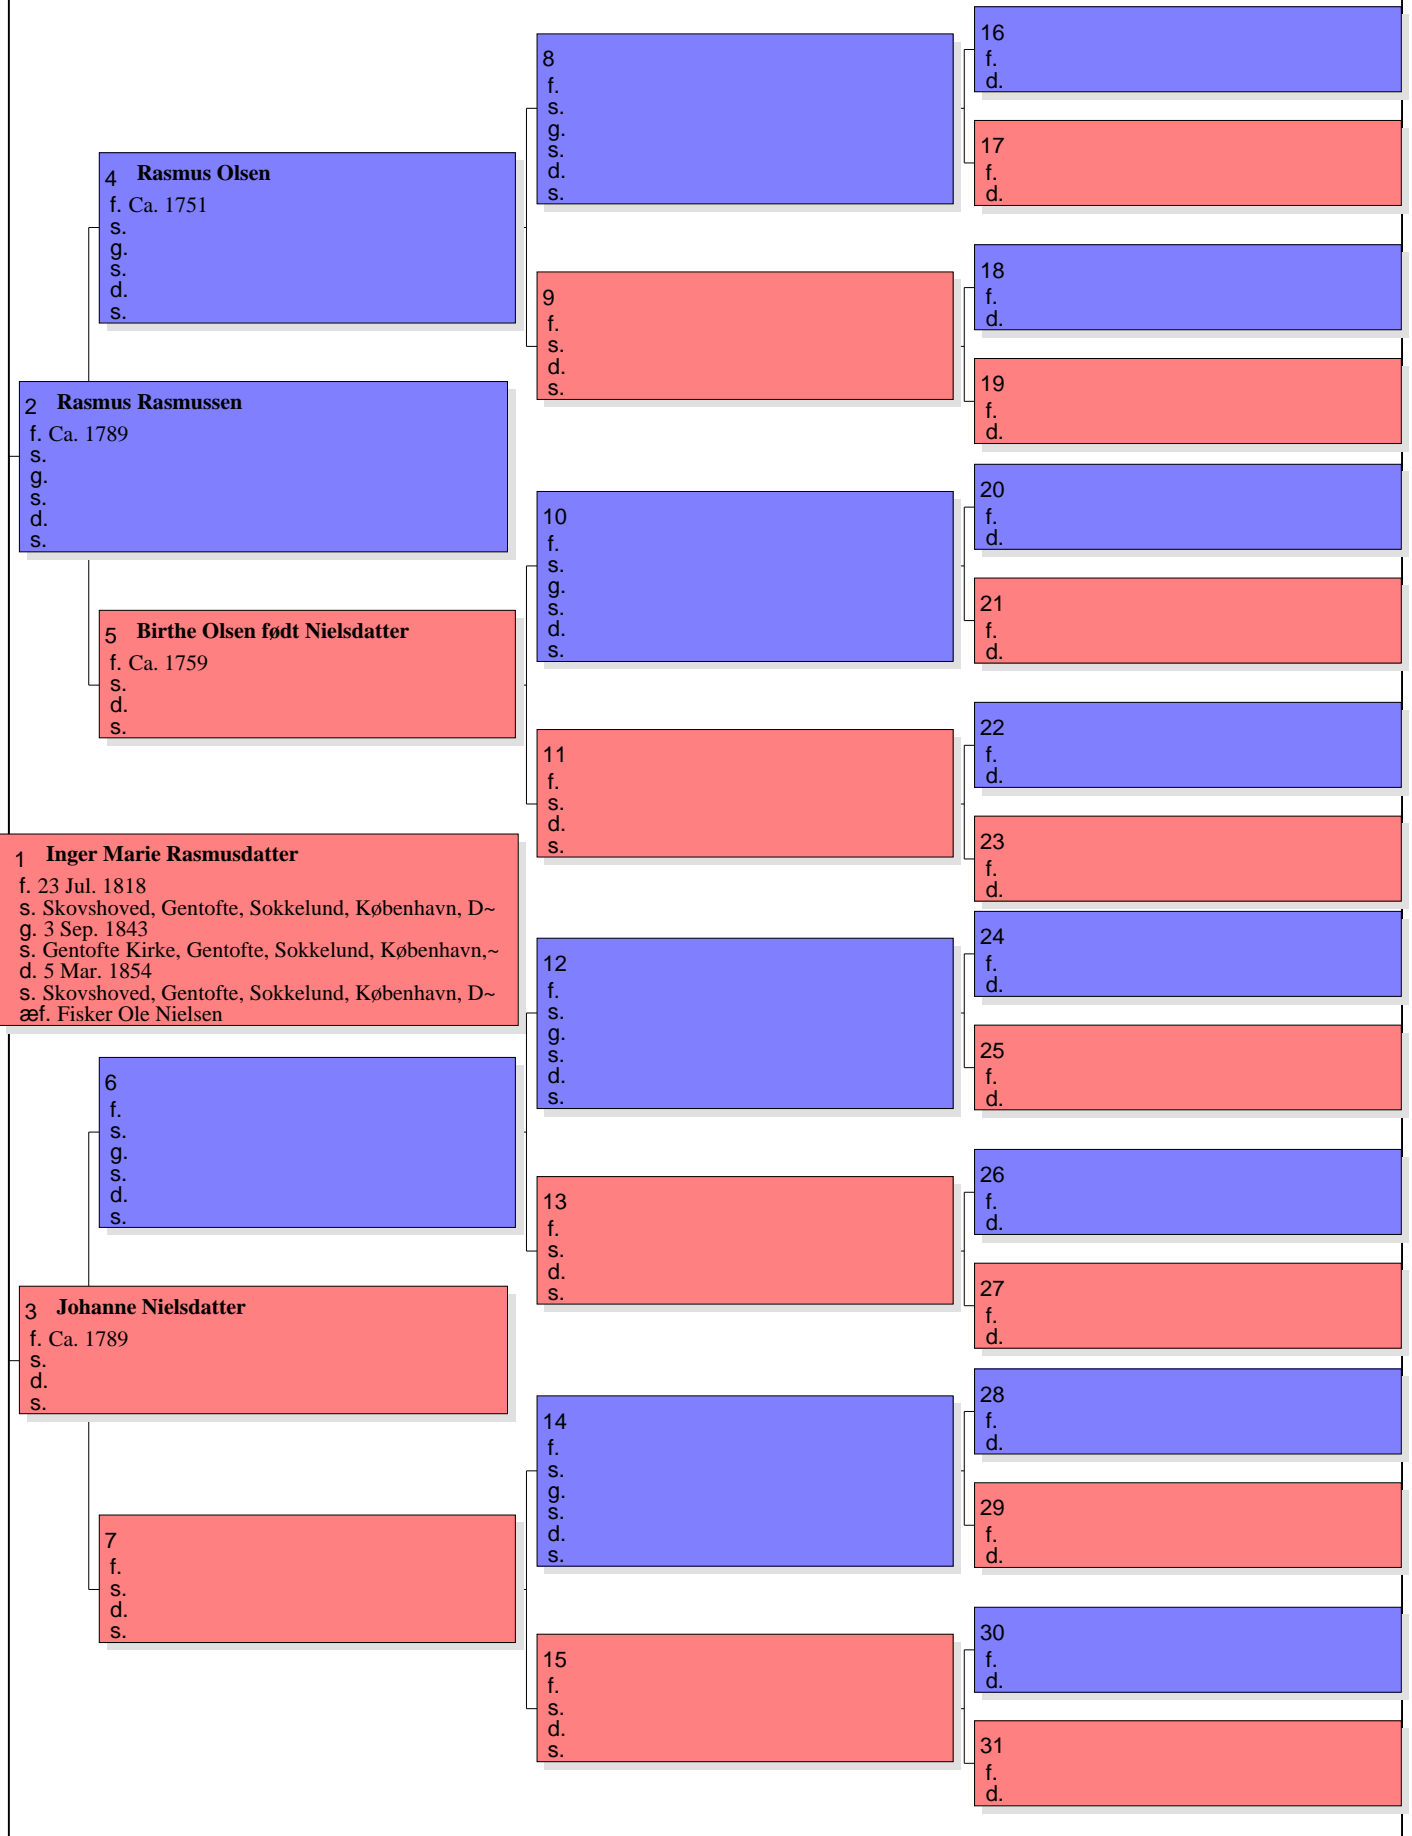 16
f.
d.
8
f.
s.
g.
s.
d.
s.
17
f.
d.
4 Rasmus Olsen
f. Ca. 1751
s.
g.
s.
d.
s.
18
f.
d.
9
f.
s.
d.
s.
19
f.
d.
2 Rasmus Rasmussen
f. Ca. 1789
s.
g.
s.
d.
s.
20
f.
d.
10
f.
s.
g.
s.
d.
s.
21
f.
d.
5 Birthe Olsen født Nielsdatter
f. Ca. 1759
s.
d.
s.
22
f.
d.
11
f.
s.
d.
s.
23
f.
d.
1 Inger Marie Rasmusdatter
f. 23 Jul. 1818
s. Skovshoved, Gentofte, Sokkelund, København, D~
g. 3 Sep. 1843
s. Gentofte Kirke, Gentofte, Sokkelund, København,~
d. 5 Mar. 1854
s. Skovshoved, Gentofte, Sokkelund, København, D~
æf. Fisker Ole Nielsen
24
f.
d.
12
f.
s.
g.
s.
d.
s.
25
f.
d.
6
f.
s.
g.
s.
d.
s.
26
f.
d.
13
f.
s.
d.
s.
27
f.
d.
3 Johanne Nielsdatter
f. Ca. 1789
s.
d.
s.
28
f.
d.
14
f.
s.
g.
s.
d.
s.
29
f.
d.
7
f.
s.
d.
s.
30
f.
d.
15
f.
s.
d.
s.
31
f.
d.